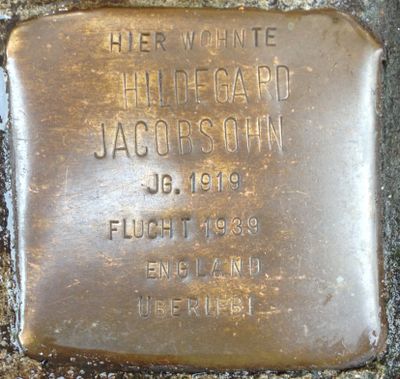 HIER WOHNTE
HILDEGARD
JACOBSOHN
JG. 1919
FLUCHT 1939
ENGLAND
ÜBERLEBT